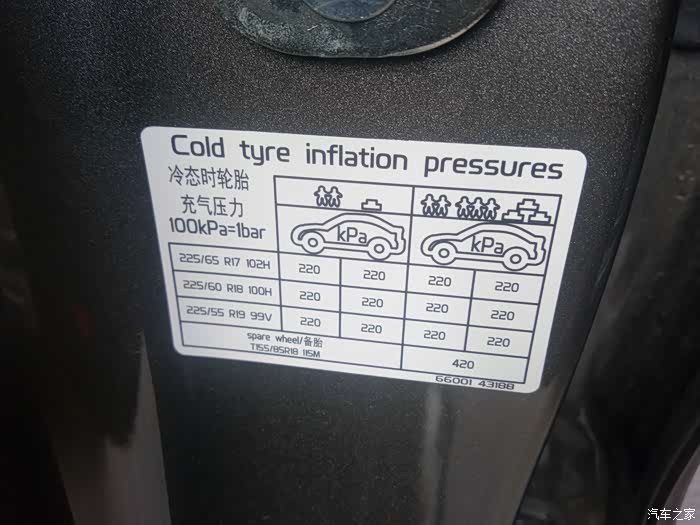 Cold tyre inflation pressures
冷态时轮胎
充气压力
100kPa=1bar
kPa kPa
225/65 R17 102H 220 220 220 220
225/60 R18 100H 220 220 220 220
225/55 R19 99V 220 220 220 220
spare wheel/备胎
T155/85R18 115M 420
66001 43188
汽车之家